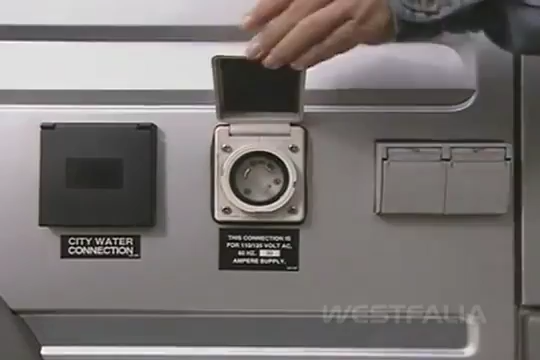 CITY WATER
CONNECTION
THIS CONNECTION IS
FOR 110/125 VOLT AC,
60 HZ.
AMPERE SUPPLY.
WESTFALIA